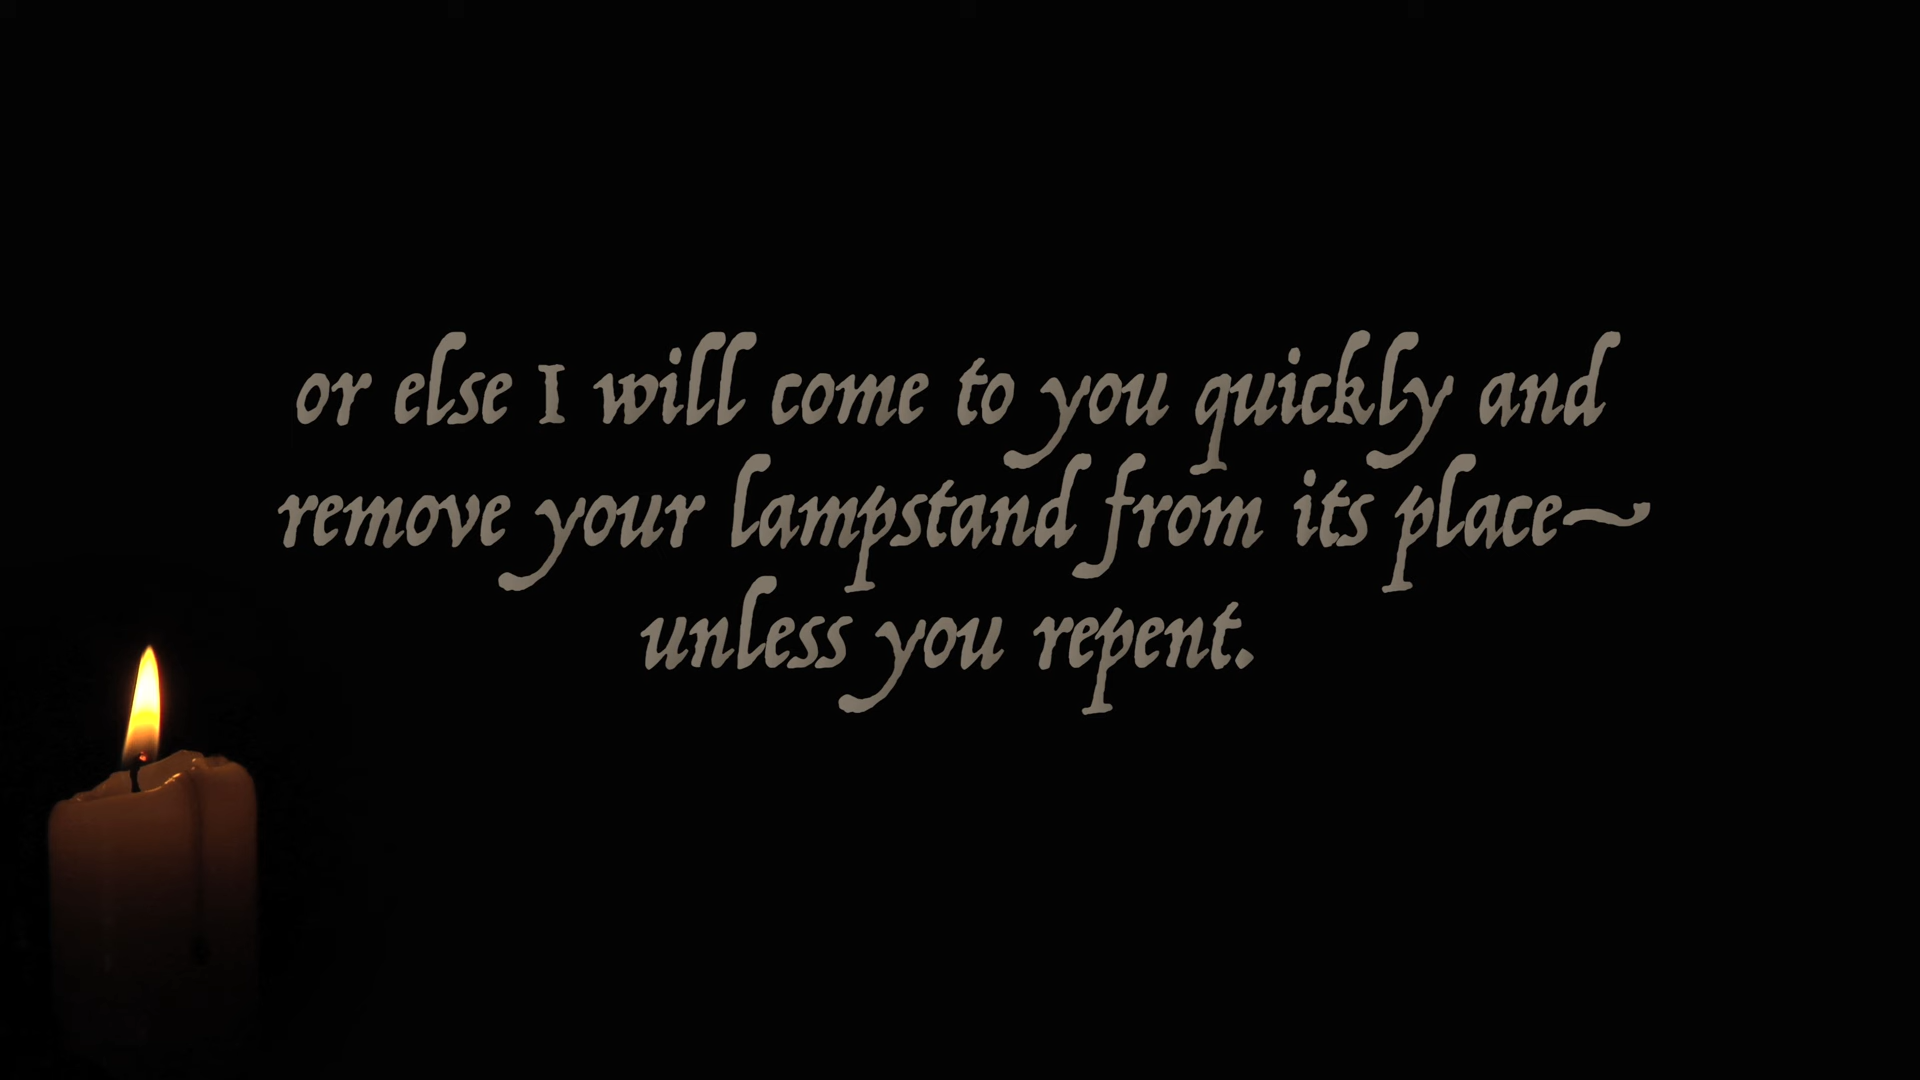 or else I will come to you quickly and
remove your lampstand from its place~
unless you repent.